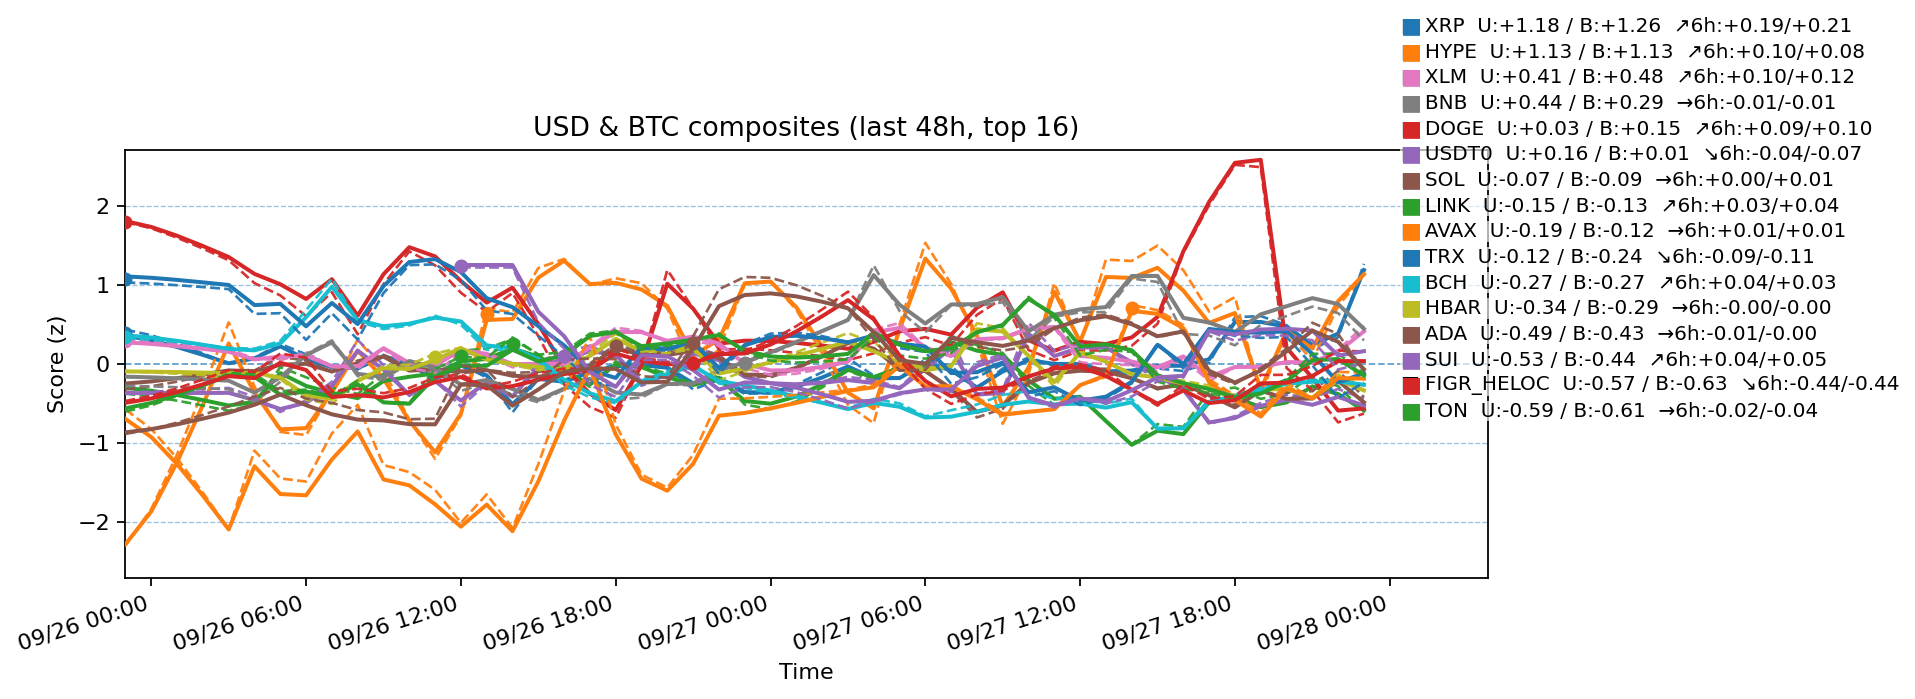 XRP  U:+1.18 / B:+1.26  ↗6h:+0.19/+0.21
HYPE  U:+1.13 / B:+1.13  ↗6h:+0.10/+0.08
XLM  U:+0.41 / B:+0.48  ↗6h:+0.10/+0.12
BNB  U:+0.44 / B:+0.29  →6h:-0.01/-0.01
DOGE  U:+0.03 / B:+0.15  ↗6h:+0.09/+0.10
USDT0  U:+0.16 / B:+0.01  ↘6h:-0.04/-0.07
SOL  U:-0.07 / B:-0.09  →6h:+0.00/+0.01
LINK  U:-0.15 / B:-0.13  ↗6h:+0.03/+0.04
AVAX  U:-0.19 / B:-0.12  →6h:+0.01/+0.01
TRX  U:-0.12 / B:-0.24  ↘6h:-0.09/-0.11
BCH  U:-0.27 / B:-0.27  ↗6h:+0.04/+0.03
HBAR  U:-0.34 / B:-0.29  →6h:-0.00/-0.00
ADA  U:-0.49 / B:-0.43  →6h:-0.01/-0.00
SUI  U:-0.53 / B:-0.44  ↗6h:+0.04/+0.05
FIGR_HELOC  U:-0.57 / B:-0.63  ↘6h:-0.44/-0.44
TON  U:-0.59 / B:-0.61  →6h:-0.02/-0.04
USD & BTC composites (last 48h, top 16)
Score (z)
2
1
0
−1
−2
09/26 00:00
09/26 06:00
09/26 12:00
09/26 18:00
09/27 00:00
09/27 06:00
09/27 12:00
09/27 18:00
09/28 00:00
Time